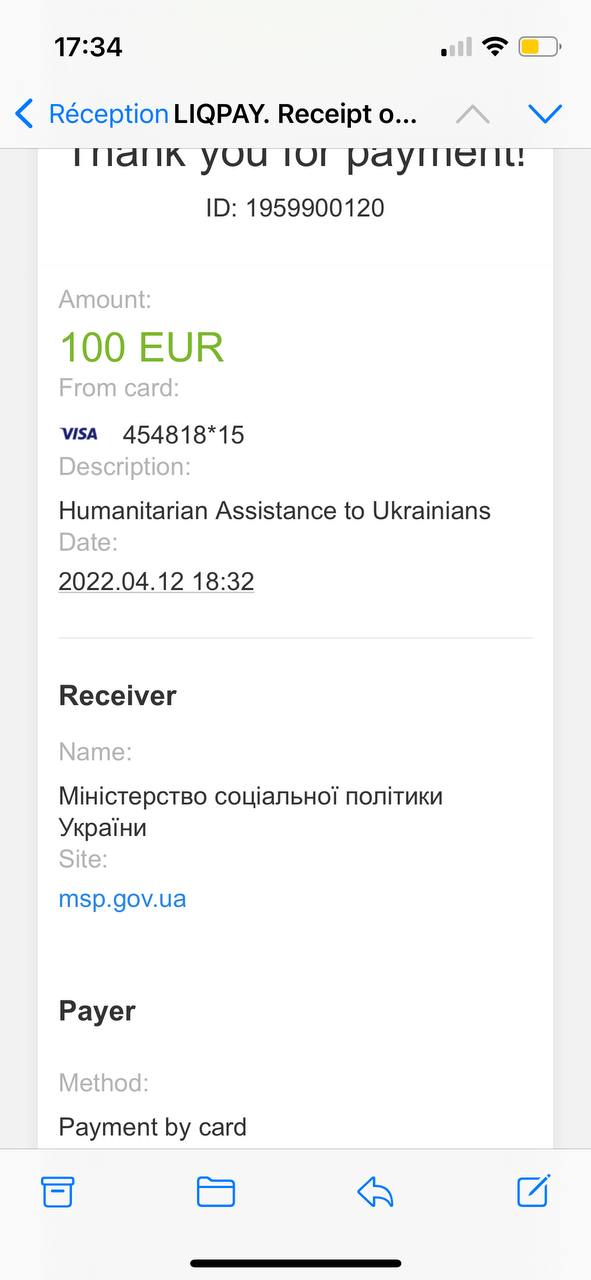 17:34
Réception LIQPAY. Receipt o...
Thank you for payment!
ID: 1959900120
Amount:
100 EUR
From card:
VISA 454818*15
Description:
Humanitarian Assistance to Ukrainians
Date:
2022.04.12 18:32
Receiver
Name:
Міністерство соціальної політики
України
Site:
msp.gov.ua
Payer
Method:
Payment by card